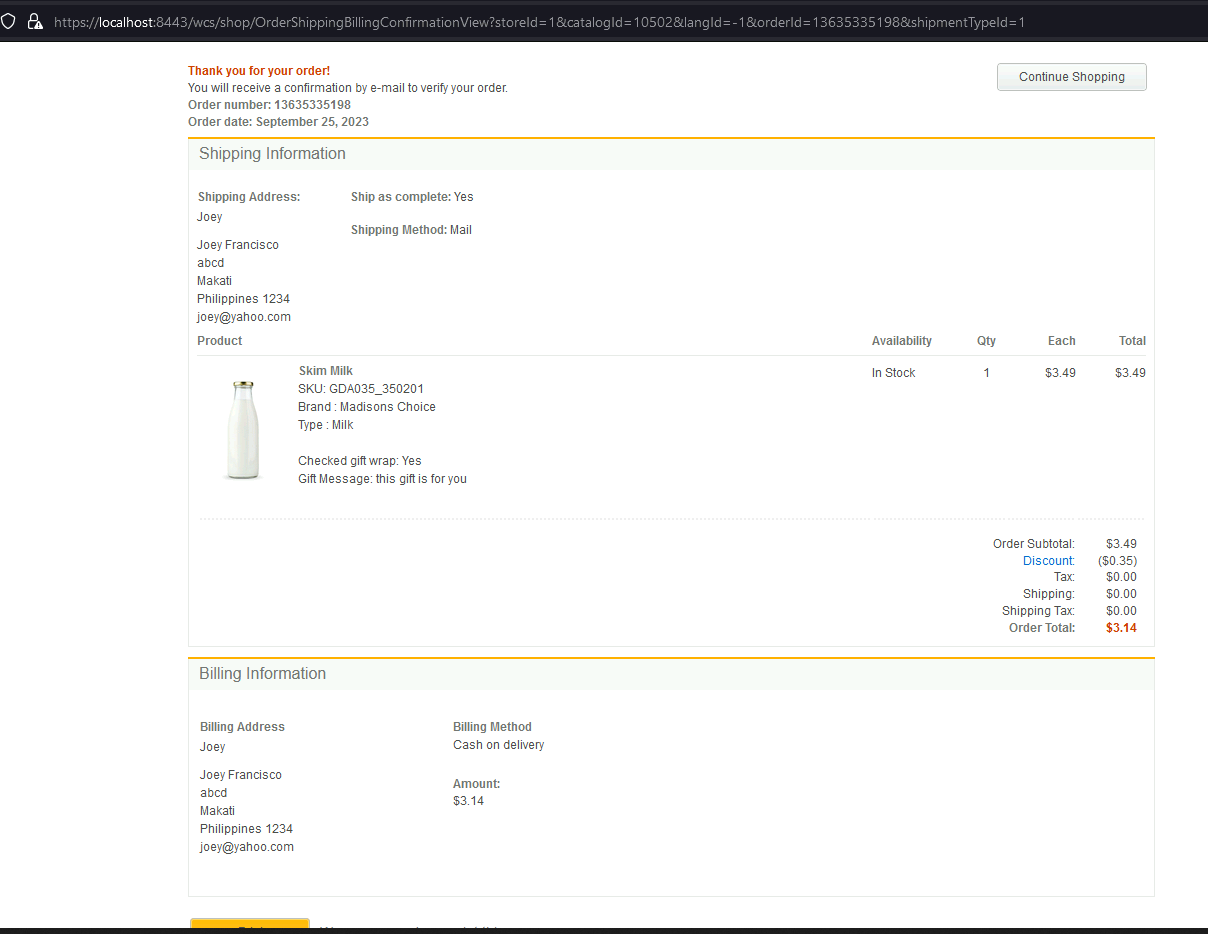 https://localhost:8443/wcs/shop/OrderShippingBillingConfirmationView?storeId=1&catalogId=10502&langId=-1&orderId=13635335198&shipmentTypeId=1
Thank you for your order!
Continue Shopping
You will receive a confirmation by e-mail to verify your order.
Order number: 13635335198
Order date: September 25, 2023
Shipping Information
Shipping Address:
Joey
Joey Francisco
abcd
Makati
Philippines 1234
joey@yahoo.com
Ship as complete: Yes
Shipping Method: Mail
Product Availability Qty Each Total
Skim Milk
In Stock 1 $3.49 $3.49
SKU: GDA035_350201
Brand : Madisons Choice
Type : Milk
Checked gift wrap: Yes
Gift Message: this gift is for you
Order Subtotal: $3.49
Discount: ($0.35)
Tax: $0.00
Shipping: $0.00
Shipping Tax: $0.00
Order Total: $3.14
Billing Information
Billing Address
Joey
Joey Francisco
abcd
Makati
Philippines 1234
joey@yahoo.com
Billing Method
Cash on delivery
Amount:
$3.14